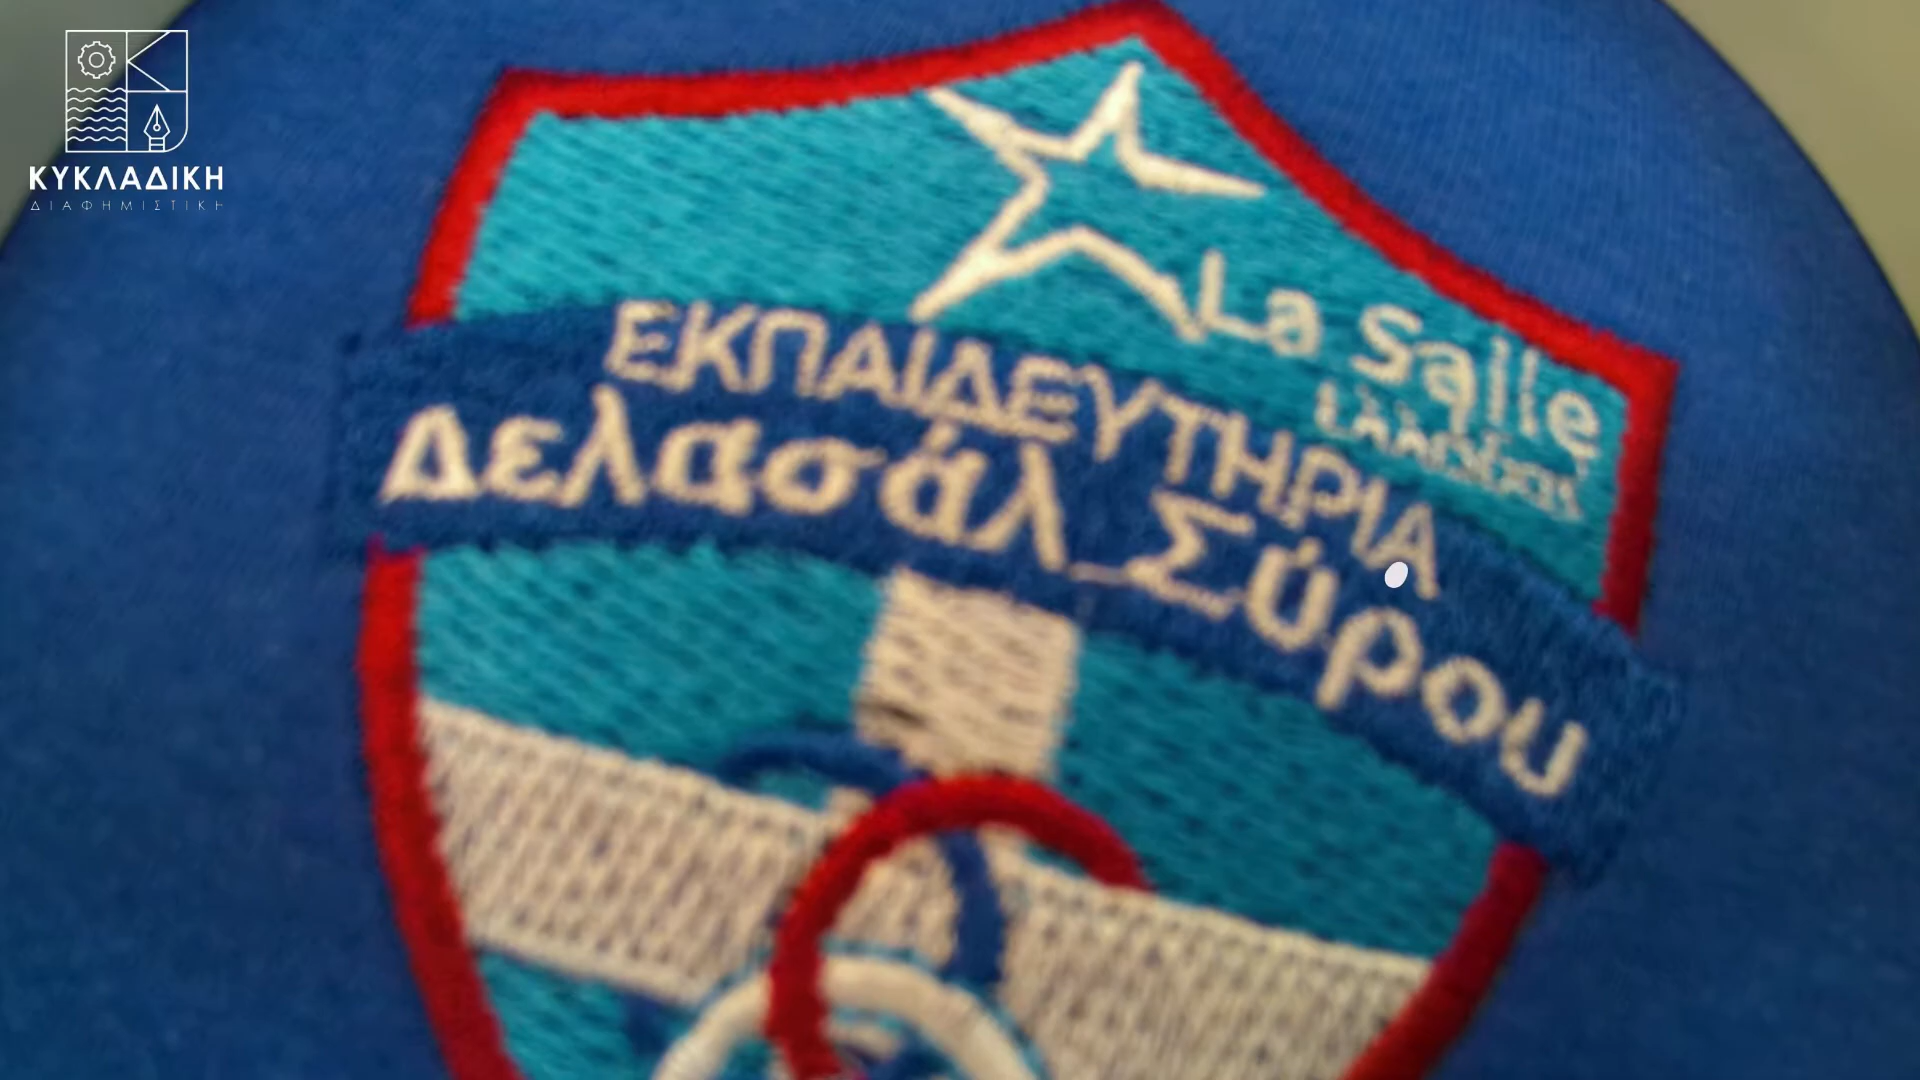 ΚΥΚΛΑΔΙΚΗ
ΔΙΑΦΗΜΙΣΤΙΚΗ
La Salle
ΕΚΠΑΙΔΕΥΤΗΡΙΑ
Δελασάλ Σύρου